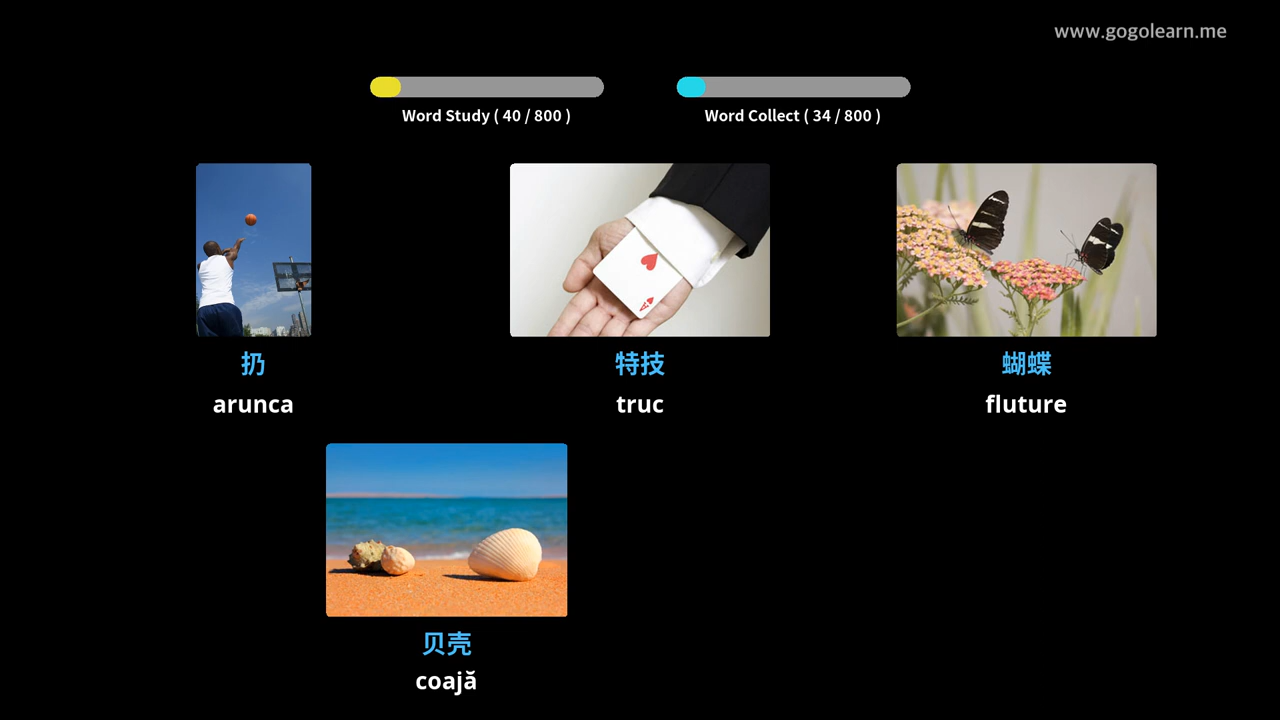 www.gogolearn.me
Word Study ( 40 / 800 )
Word Collect ( 34 / 800 )
扔
特技
蝴蝶
arunca
truc
fluture
贝壳
coajă